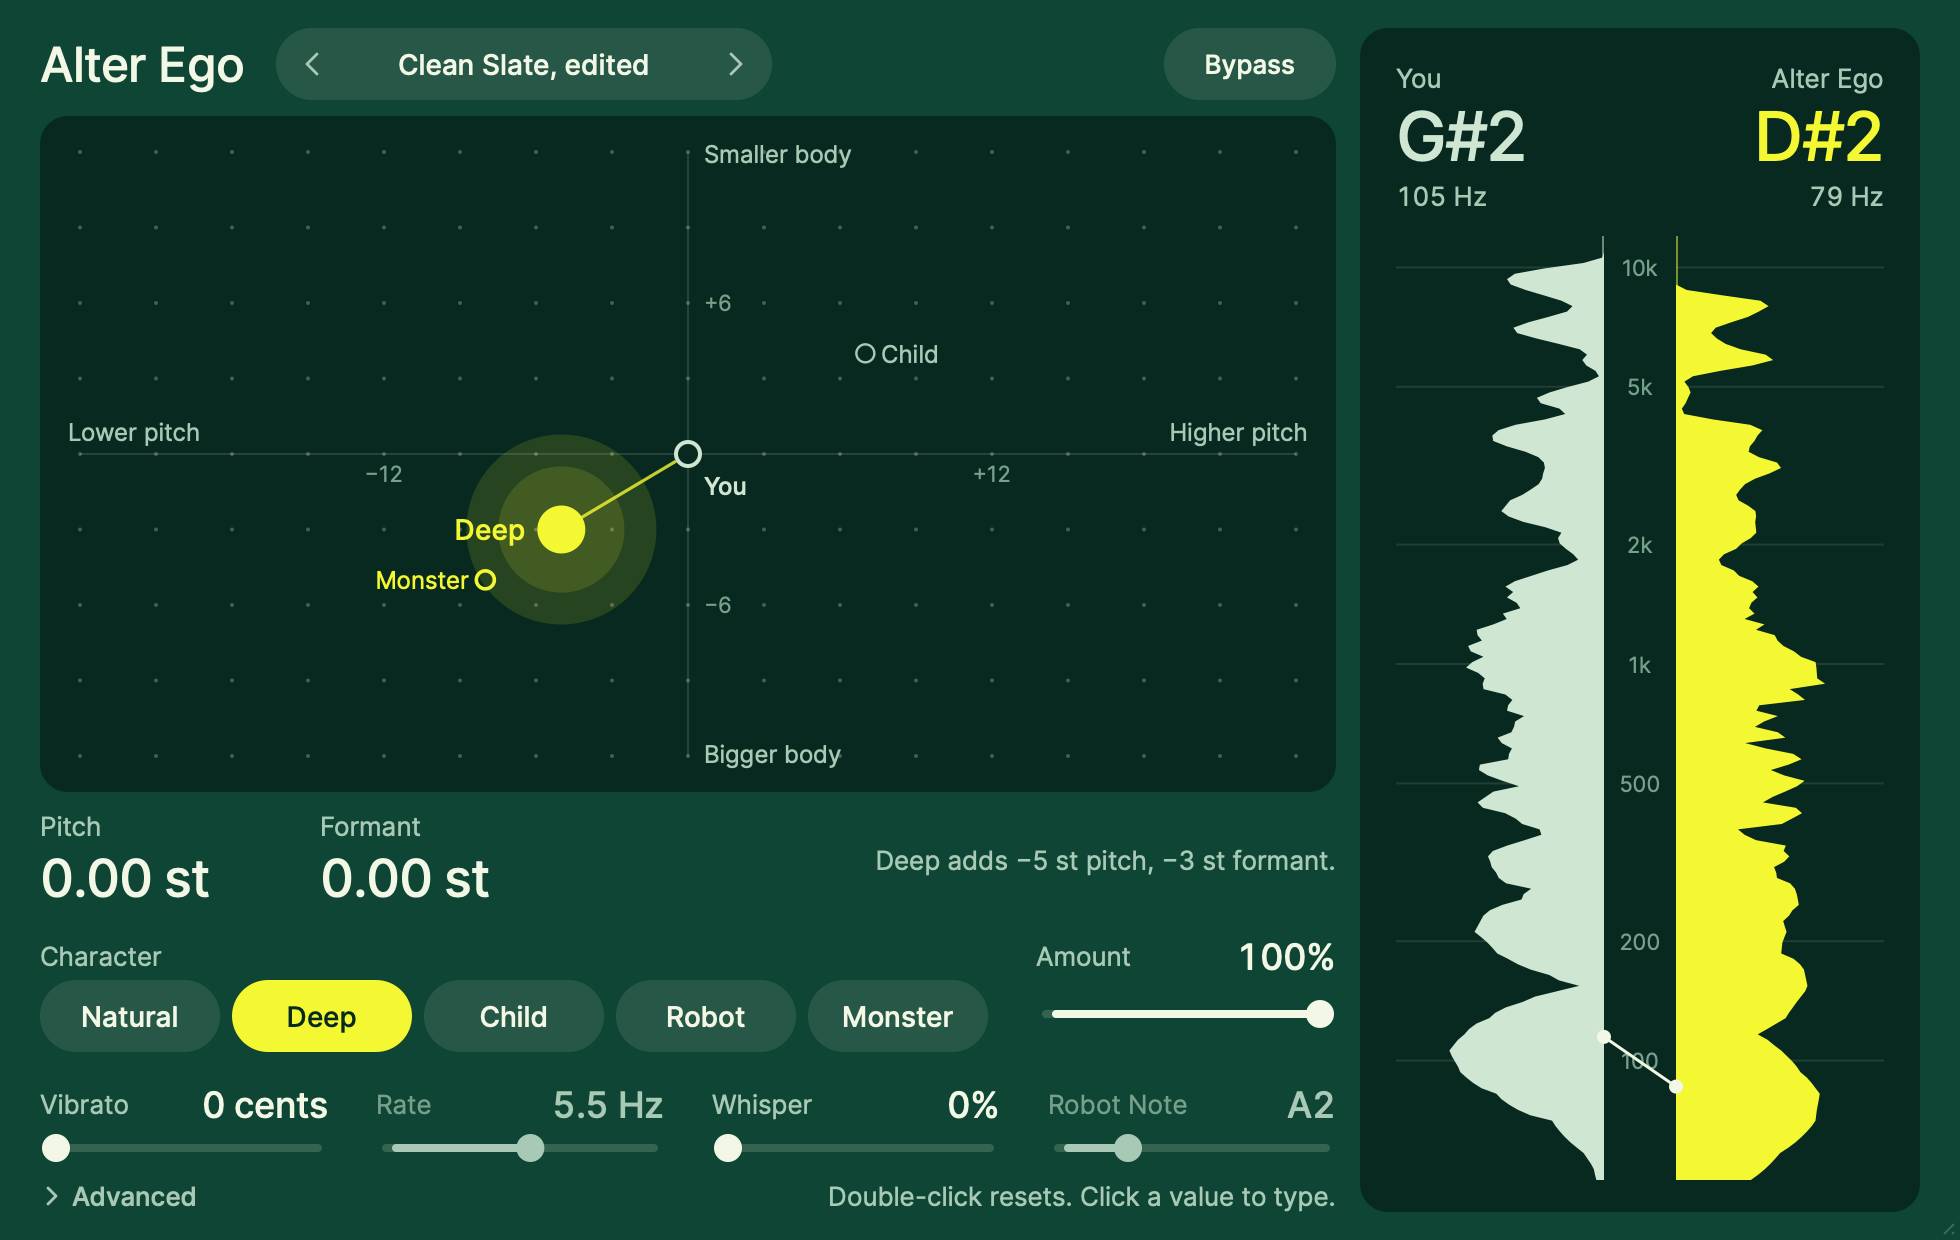 Alter Ego
Clean Slate, edited
Bypass
Smaller body
+6
Child
Lower pitch
Higher pitch
−12
+12
You
Deep
Monster
−6
Bigger body
Pitch
0.00 st
Formant
0.00 st
Deep adds −5 st pitch, −3 st formant.
Character
Natural
Deep
Child
Robot
Monster
Amount
100%
Vibrato
0 cents
Rate
5.5 Hz
Whisper
0%
Robot Note
A2
Advanced
Double-click resets. Click a value to type.
You
G#2
105 Hz
Alter Ego
D#2
79 Hz
10k
5k
2k
1k
500
200
100